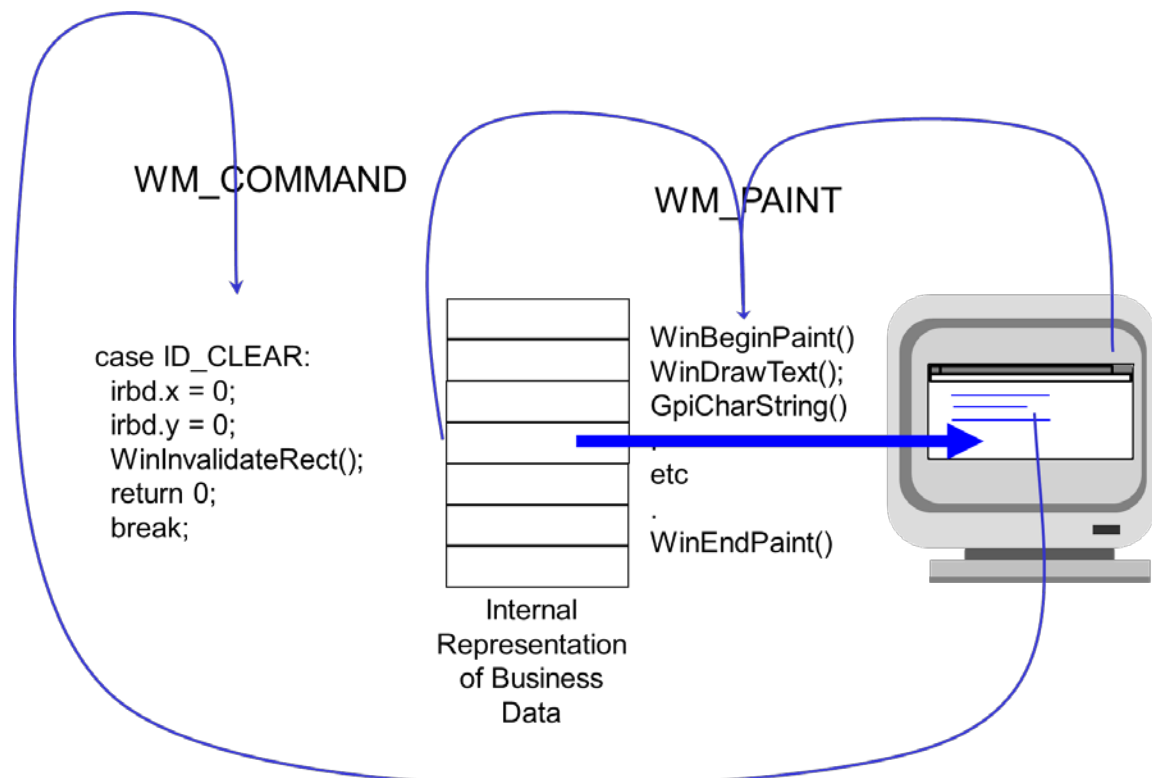 WM_COMMAND
case ID_CLEAR:
irbd.x = 0;
irbd.y = 0;
WinInvalidateRect();
return 0;
break;
Internal
Representation
of Business
Data
WM_PAINT
WinBeginPaint()
WinDrawText();
GpiCharString()
.
etc
.
WinEndPaint()